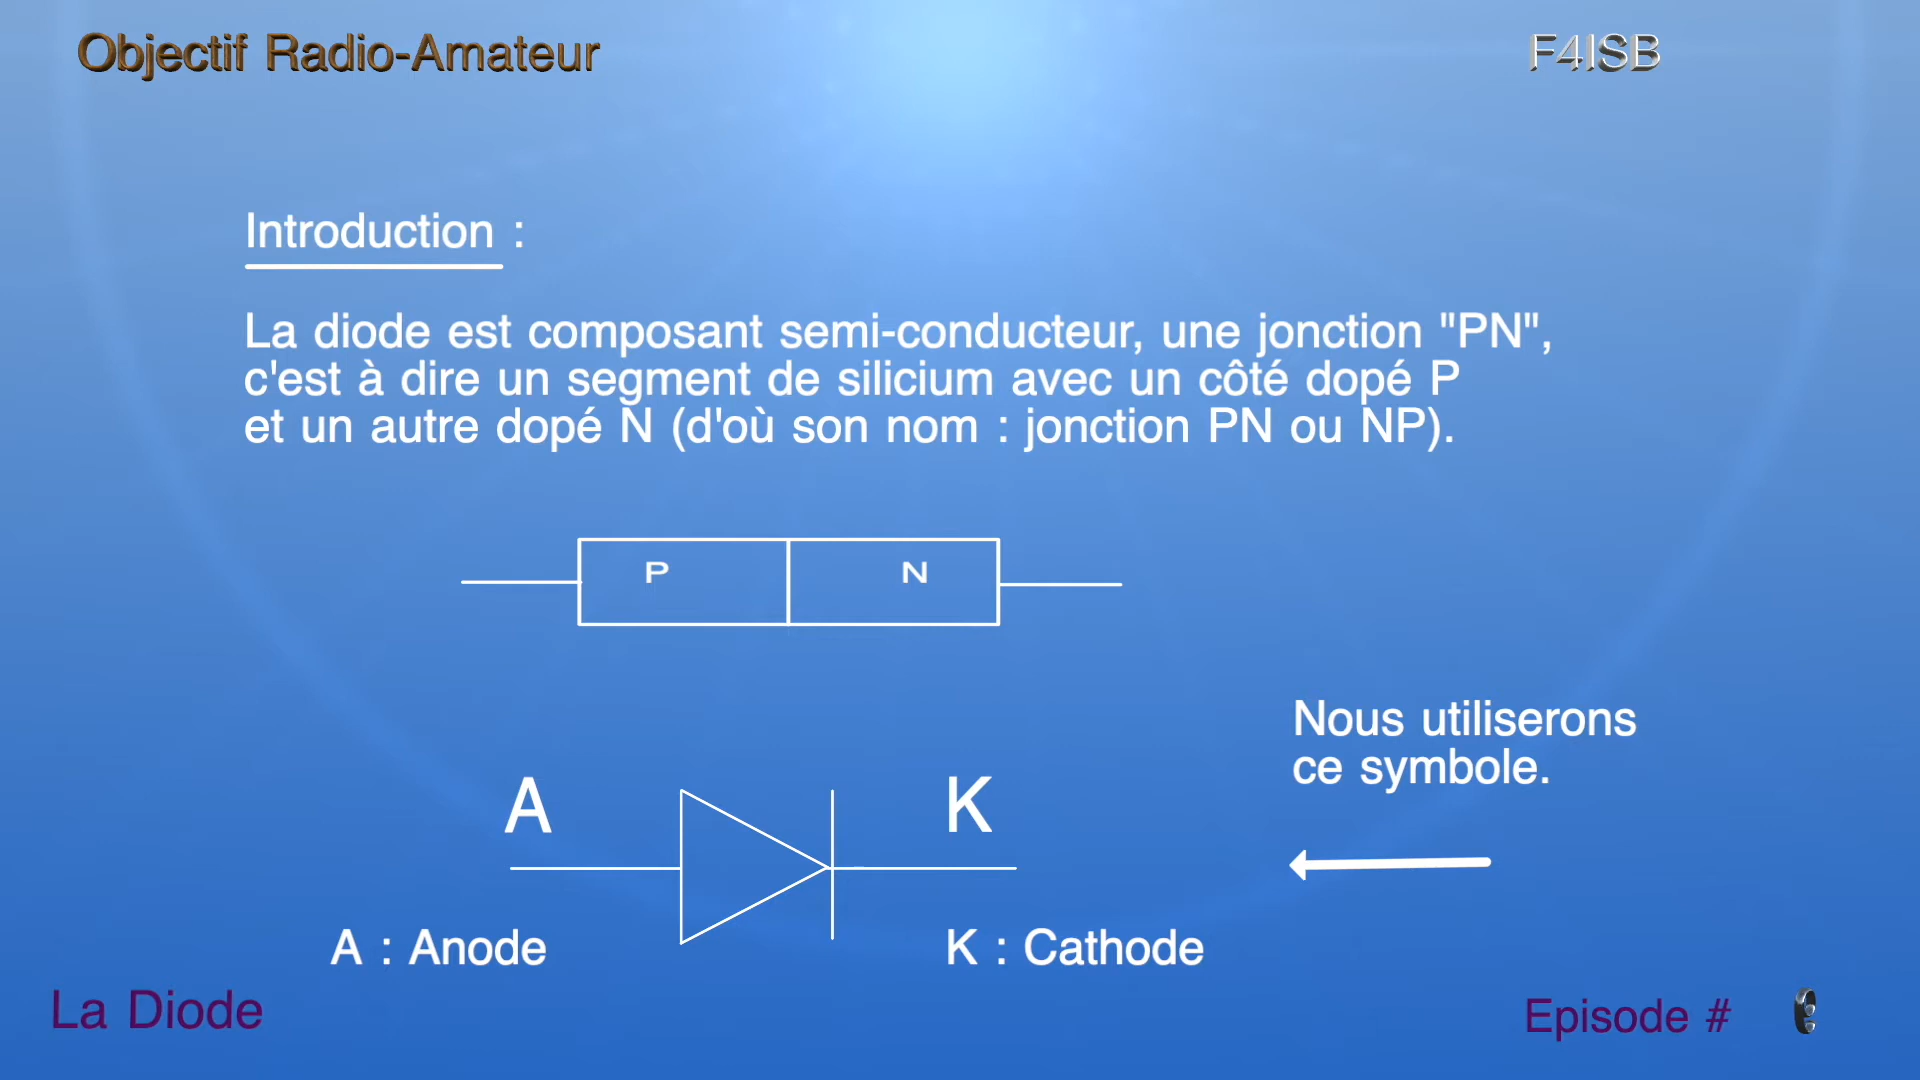 Objectif Radio-Amateur
F4ISB
Introduction :
La diode est composant semi-conducteur, une jonction "PN",
c'est à dire un segment de silicium avec un côté dopé P
et un autre dopé N (d'où son nom : jonction PN ou NP).
P
N
Nous utiliserons
ce symbole.
A
K
A : Anode
K : Cathode
La Diode
Episode #